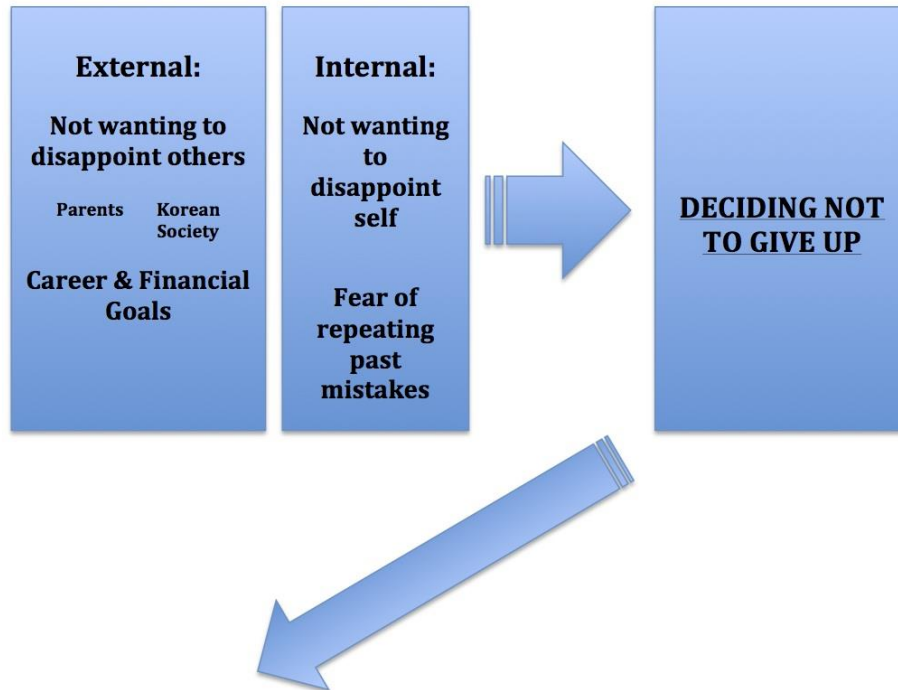 External:
Not wanting to
disappoint others
Parents Korean
Society
Career & Financial
Goals
Internal:
Not wanting
to
disappoint
self
Fear of
repeating
past
mistakes
DECIDING NOT
TO GIVE UP